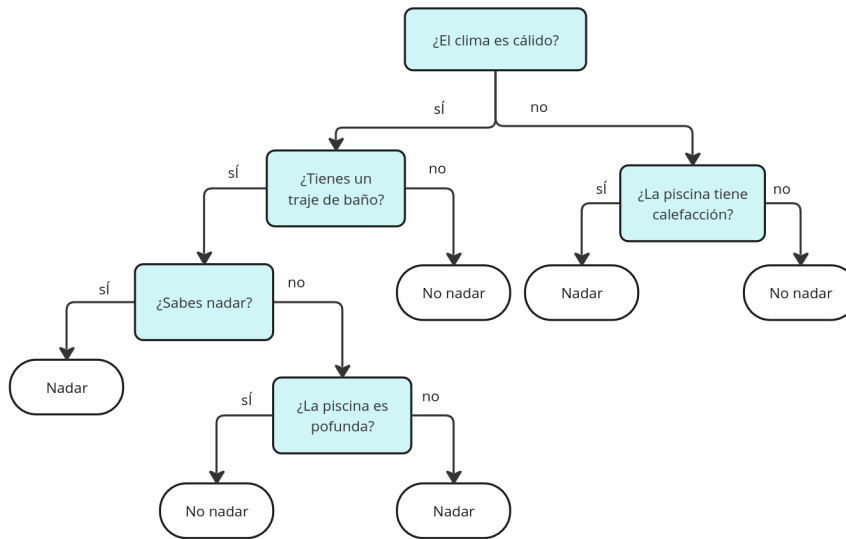 ¿El clima es cálido?
sÍ
no
¿Tienes un
traje de baño?
sÍ
no
¿La piscina tiene
calefacción?
sÍ
no
¿Sabes nadar?
sÍ
no
No nadar
Nadar
No nadar
Nadar
¿La piscina es
pofunda?
sÍ
no
No nadar
Nadar